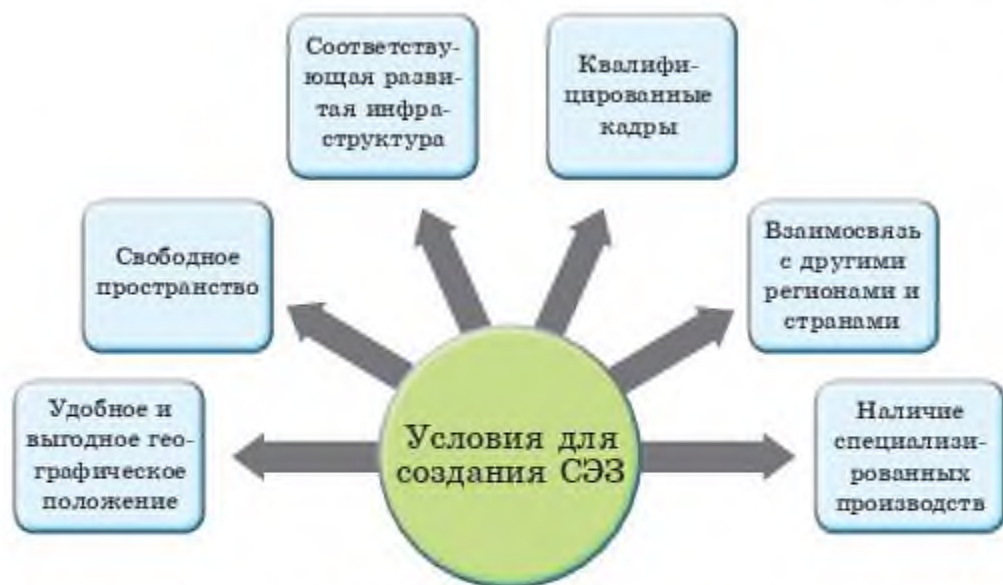 Соответству-
ющая разви-
тая инфра-
структура
Квалифи-
цированные
кадры
Свободное
пространство
Взаимосвязь
с другими
регионами и
странами
Удобное и
выгодное гео-
графическое
положение
Условия для
создания СЭЗ
Наличие
специализи-
рованных
производств